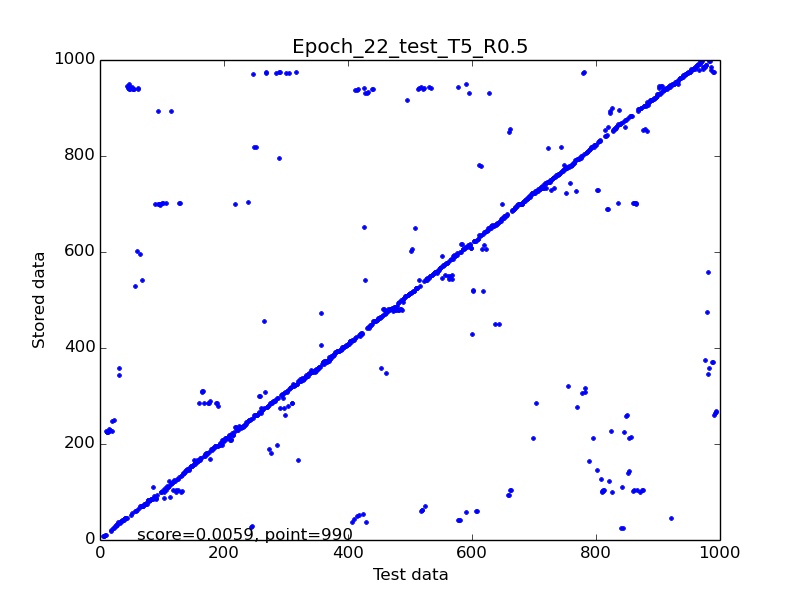 Epoch_22_test_T5_R0.5
1000
800
600
400
200
0
Stored data
score=0.0059, point=990
0 200 400 600 800 1000
Test data